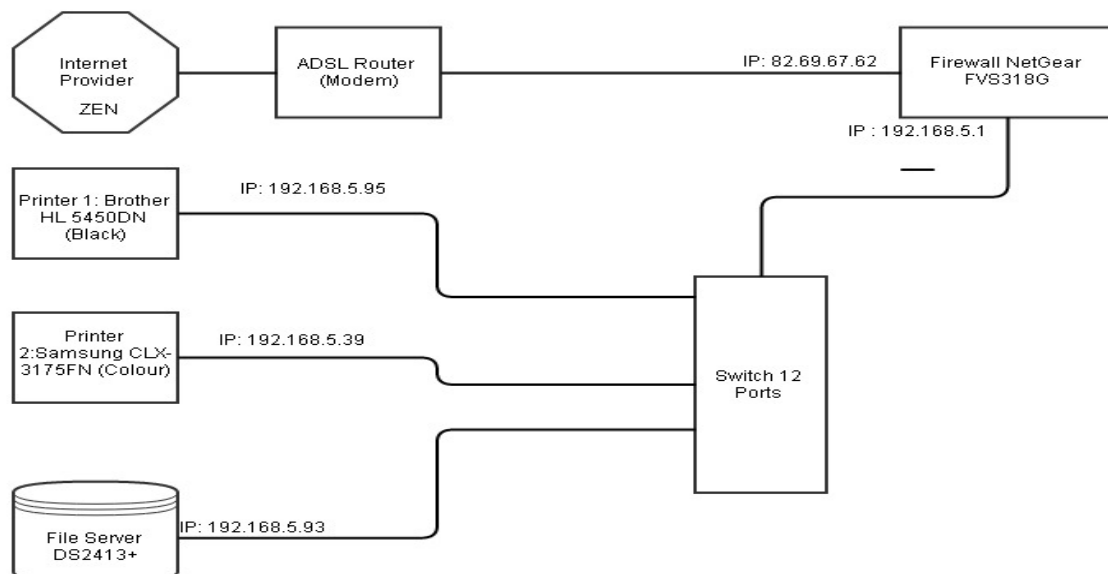 Internet
Provider
ZEN
ADSL Router
(Modem)
IP: 82.69.67.62
Firewall NetGear
FVS318G
IP : 192.168.5.1
Printer 1: Brother
HL 5450DN
(Black)
IP: 192.168.5.95
Printer
2:Samsung CLX-
3175FN (Colour)
IP: 192.168.5.39
Switch 12
Ports
File Server
DS2413+
IP: 192.168.5.93